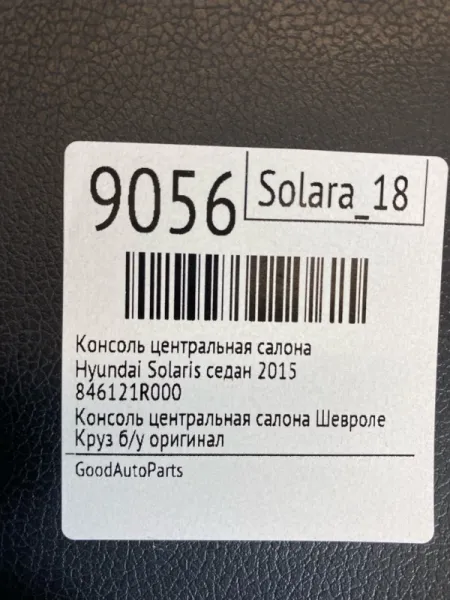 9056
Solara_18
Консоль центральная салона
Hyundai Solaris седан 2015
846121R000
Консоль центральная салона Шевроле
Круз б/у оригинал
GoodAutoParts